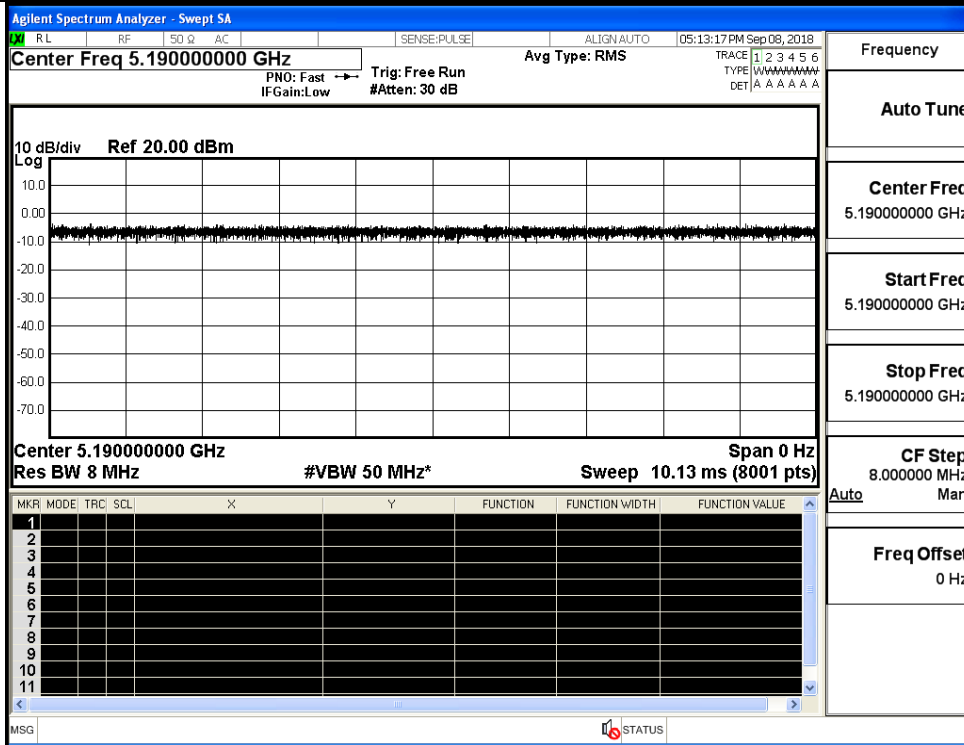 Agilent Spectrum Analyzer - Swept SA
LXI RL RF 50 Ω AC SENSE:PULSE ALIGN AUTO 05:13:17 PM Sep 08, 2018
Center Freq 5.190000000 GHz
PNO: Fast
IFGain:Low
Trig: Free Run
#Atten: 30 dB
Avg Type: RMS
TRACE 1 2 3 4 5 6
TYPE W
DET A A A A A A
10 dB/div Ref 20.00 dBm
Log
10.0
0.00
-10.0
-20.0
-30.0
-40.0
-50.0
-60.0
-70.0
Center 5.190000000 GHz Span 0 Hz
Res BW 8 MHz #VBW 50 MHz* Sweep 10.13 ms (8001 pts)
MKR MODE TRC SCL X Y FUNCTION FUNCTION WIDTH FUNCTION VALUE
1
2
3
4
5
6
7
8
9
10
11
MSG STATUS
Frequency
Auto Tune
Center Freq
5.190000000 GHz
Start Freq
5.190000000 GHz
Stop Freq
5.190000000 GHz
CF Step
8.000000 MHz
Auto Man
Freq Offset
0 Hz